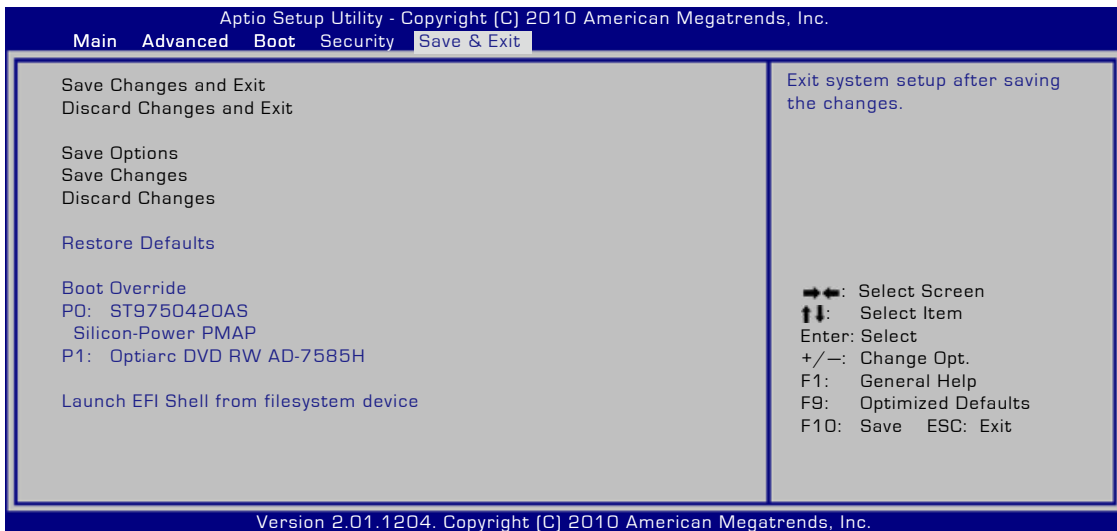 Aptio Setup Utility - Copyright (C) 2010 American Megatrends, Inc.
Main Advanced Boot Security Save & Exit
Save Changes and Exit
Discard Changes and Exit
Save Options
Save Changes
Discard Changes
Restore Defaults
Boot Override
P0: ST9750420AS
Silicon-Power PMAP
P1: Optiarc DVD RW AD-7585H
Launch EFI Shell from filesystem device
Exit system setup after saving
the changes.
→←: Select Screen
↑↓: Select Item
Enter: Select
+/—: Change Opt.
F1: General Help
F9: Optimized Defaults
F10: Save ESC: Exit
Version 2.01.1204. Copyright (C) 2010 American Megatrends, Inc.